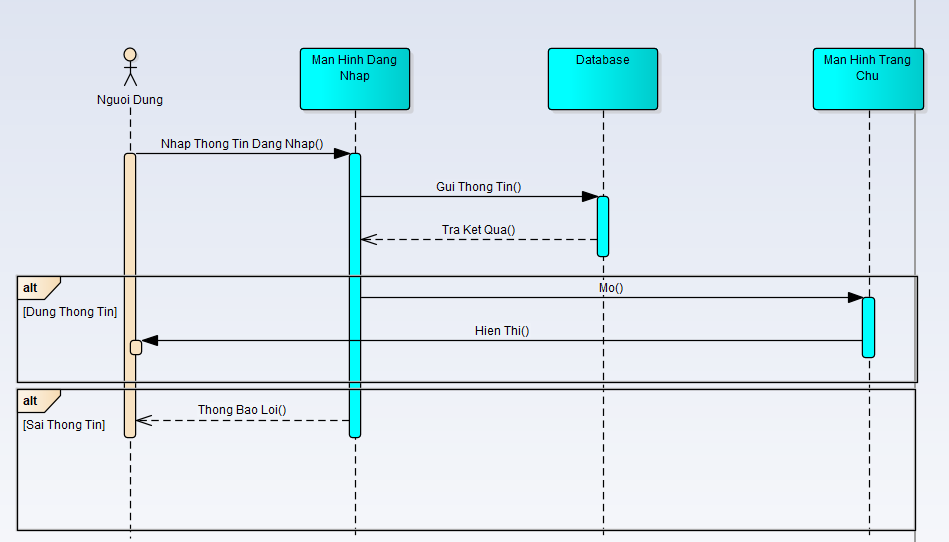 Man Hinh Dang
Nhap
Database
Man Hinh Trang
Chu
Nguoi Dung
Nhap Thong Tin Dang Nhap()
Gui Thong Tin()
Tra Ket Qua()
alt
Mo()
[Dung Thong Tin]
Hien Thi()
alt
Thong Bao Loi()
[Sai Thong Tin]